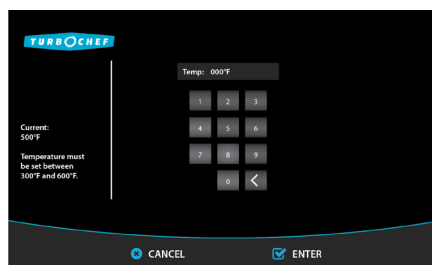 TURBOCHEF
Temp: 000°F
1 2 3
Current:
500°F
4 5 6
Temperature must
be set between
300°F and 600°F.
7 8 9
0 <
CANCEL
ENTER